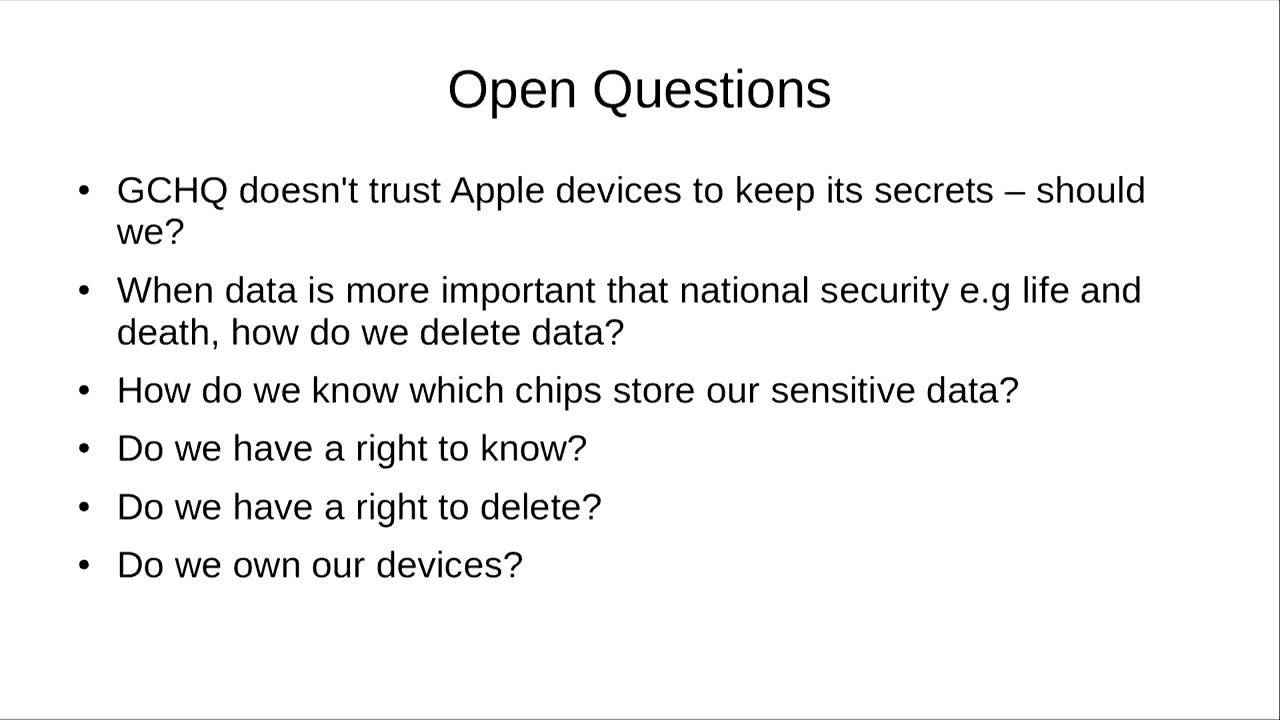 Open Questions
• GCHQ doesn't trust Apple devices to keep its secrets – should
we?
• When data is more important that national security e.g life and
death, how do we delete data?
• How do we know which chips store our sensitive data?
• Do we have a right to know?
• Do we have a right to delete?
• Do we own our devices?